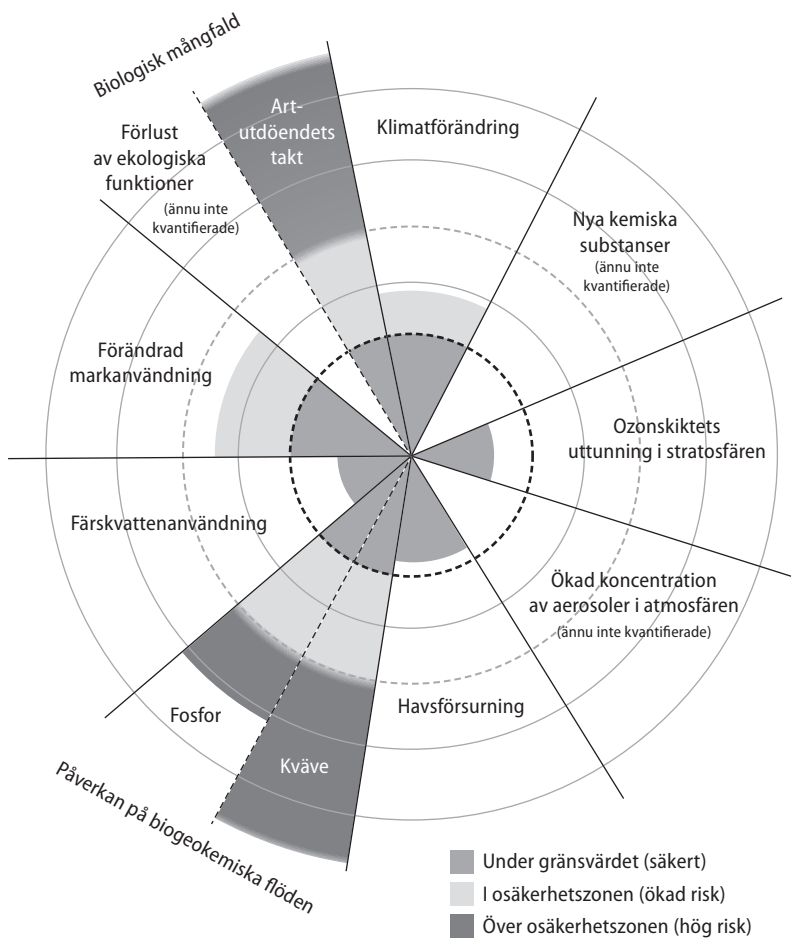 Biologisk mångfald
Förlust
av ekologiska
funktioner
(ännu inte
kvantifierade)
Art-
utdöendets
takt
Klimatförändring
Nya kemiska
substanser
(ännu inte
kvantifierade)
Ozonskiktets
uttunning i stratosfären
Ökad koncentration
av aerosoler i atmosfären
(ännu inte kvantifierade)
Havsförsurning
Kväve
Fosfor
Påverkan på biogeokemiska flöden
Färskvattenanvändning
Förändrad
markanvändning
Under gränsvärdet (säkert)
I osäkerhetszonen (ökad risk)
Över osäkerhetszonen (hög risk)